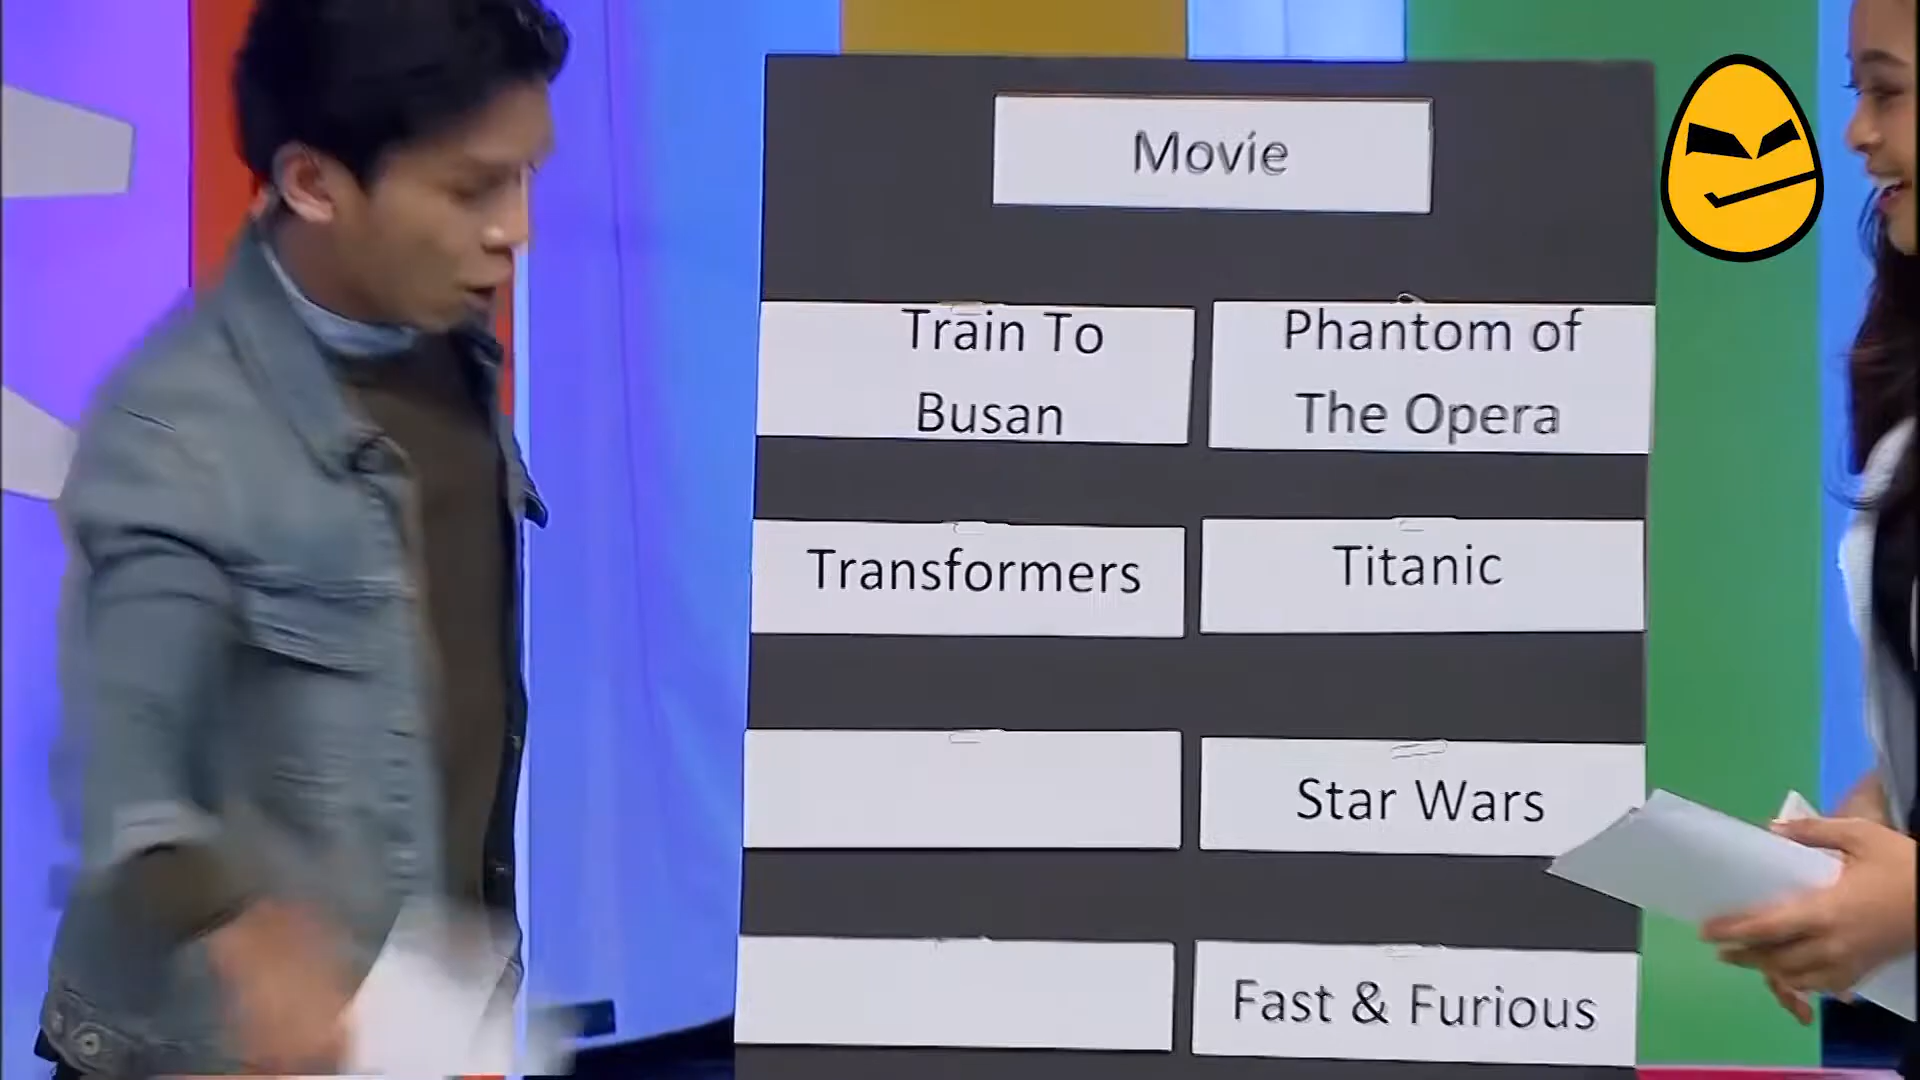 Movie
Train To
Busan
Phantom of
The Opera
Transformers
Titanic
Star Wars
Fast & Furious